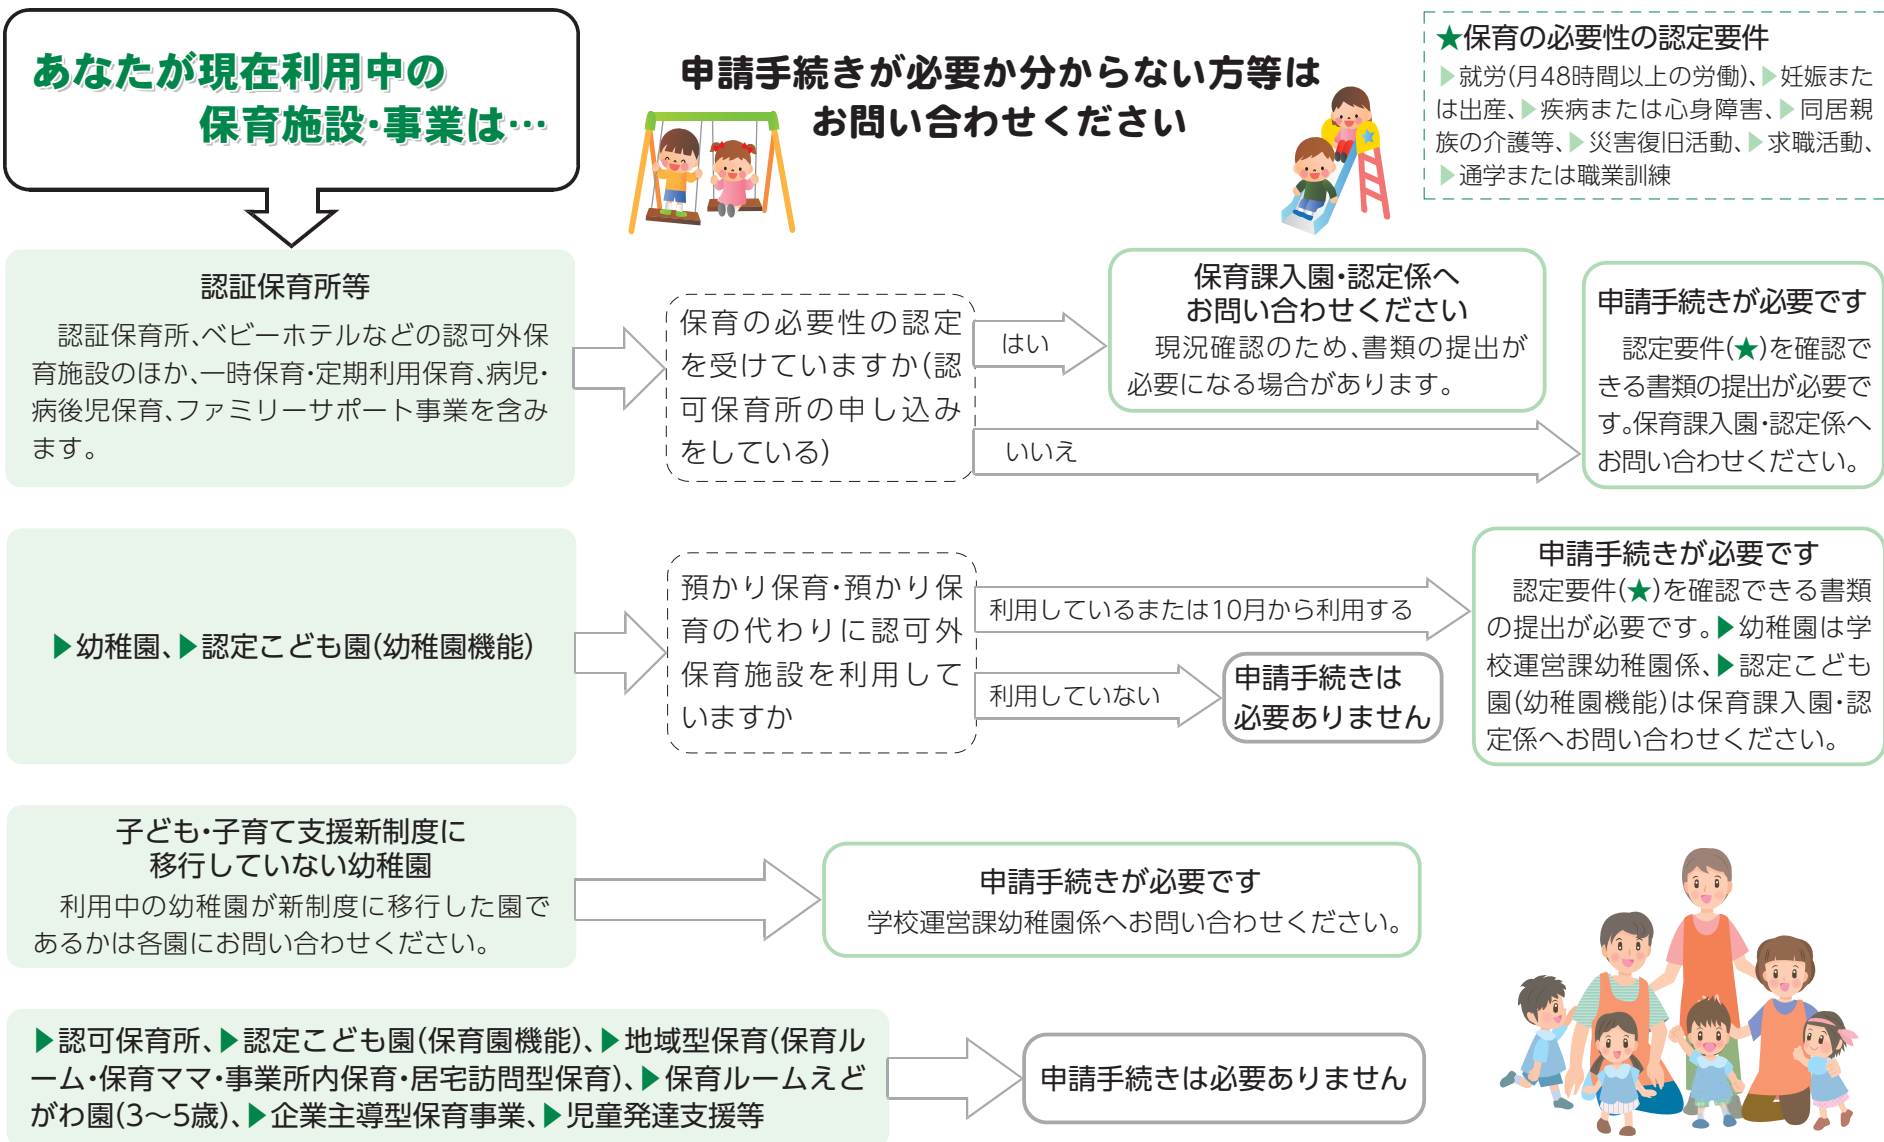 あなたが現在利用中の
保育施設・事業は…
申請手続きが必要か分からない方等は
お問い合わせください
★保育の必要性の認定要件
▶就労(月48時間以上の労働)、▶妊娠また
は出産、▶疾病または心身障害、▶同居親
族の介護等、▶災害復旧活動、▶求職活動、
▶通学または職業訓練
認証保育所等
認証保育所、ベビーホテルなどの認可外保
育施設のほか、一時保育・定期利用保育、病児・
病後児保育、ファミリーサポート事業を含み
ます。
保育の必要性の認定
を受けていますか(認
可保育所の申し込み
をしている)
はい
保育課入園・認定係へ
お問い合わせください
現況確認のため、書類の提出が
必要になる場合があります。
いいえ
申請手続きが必要です
認定要件(★)を確認で
きる書類の提出が必要で
す。保育課入園・認定係へ
お問い合わせください。
▶幼稚園、▶認定こども園(幼稚園機能)
預かり保育・預かり保
育の代わりに認可外
保育施設を利用して
いますか
利用しているまたは10月から利用する
利用していない
申請手続きは
必要ありません
申請手続きが必要です
認定要件(★)を確認できる書類
の提出が必要です。▶幼稚園は学
校運営課幼稚園係、▶認定こども
園(幼稚園機能)は保育課入園・認
定係へお問い合わせください。
子ども・子育て支援新制度に
移行していない幼稚園
利用中の幼稚園が新制度に移行した園で
あるかは各園にお問い合わせください。
申請手続きが必要です
学校運営課幼稚園係へお問い合わせください。
▶認可保育所、▶認定こども園(保育園機能)、▶地域型保育(保育ル
ーム・保育ママ・事業所内保育・居宅訪問型保育)、▶保育ルームえど
がわ園(3〜5歳)、▶企業主導型保育事業、▶児童発達支援等
申請手続きは必要ありません